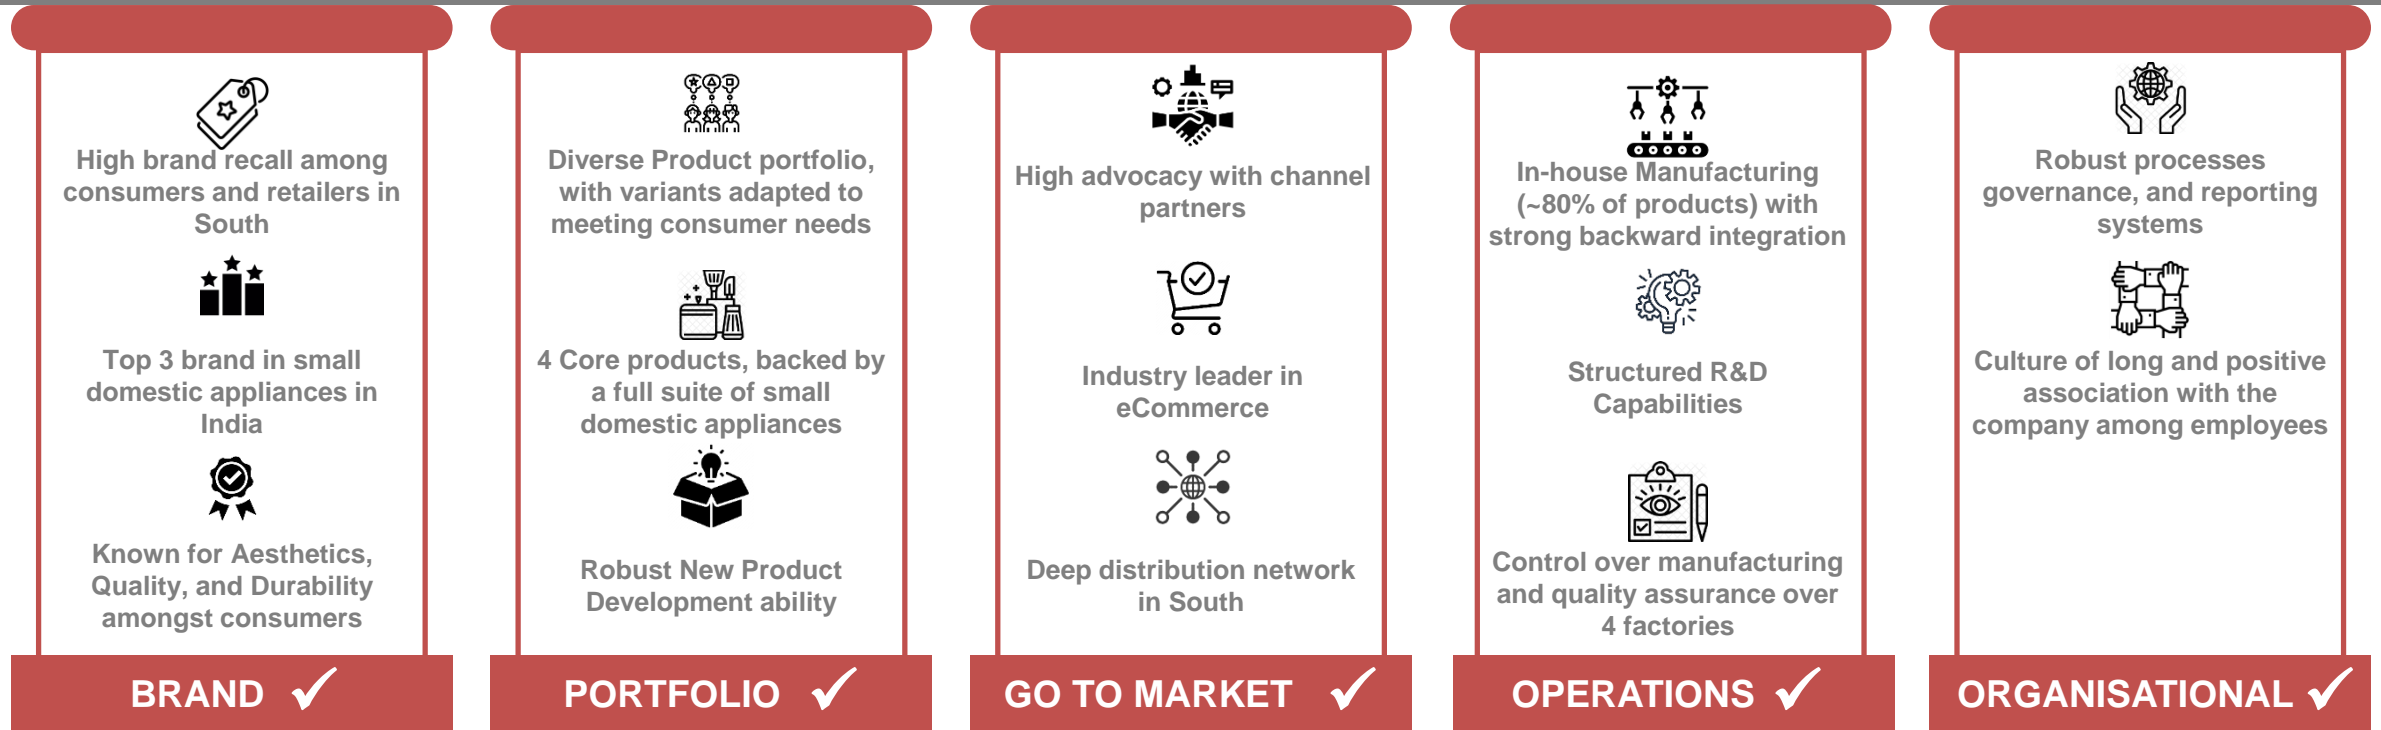 High brand recall among
consumers and retailers in
South
Top 3 brand in small
domestic appliances in
India
Known for Aesthetics,
Quality, and Durability
amongst consumers
BRAND
Diverse Product portfolio,
with variants adapted to
meeting consumer needs
4 Core products, backed by
a full suite of small
domestic appliances
Robust New Product
Development ability
PORTFOLIO
High advocacy with channel
partners
Industry leader in
eCommerce
Deep distribution network
in South
GO TO MARKET
In-house Manufacturing
(~80% of products) with
strong backward integration
Structured R&D
Capabilities
Control over manufacturing
and quality assurance over
4 factories
OPERATIONS
Robust processes
governance, and reporting
systems
Culture of long and positive
association with the
company among employees
ORGANISATIONAL